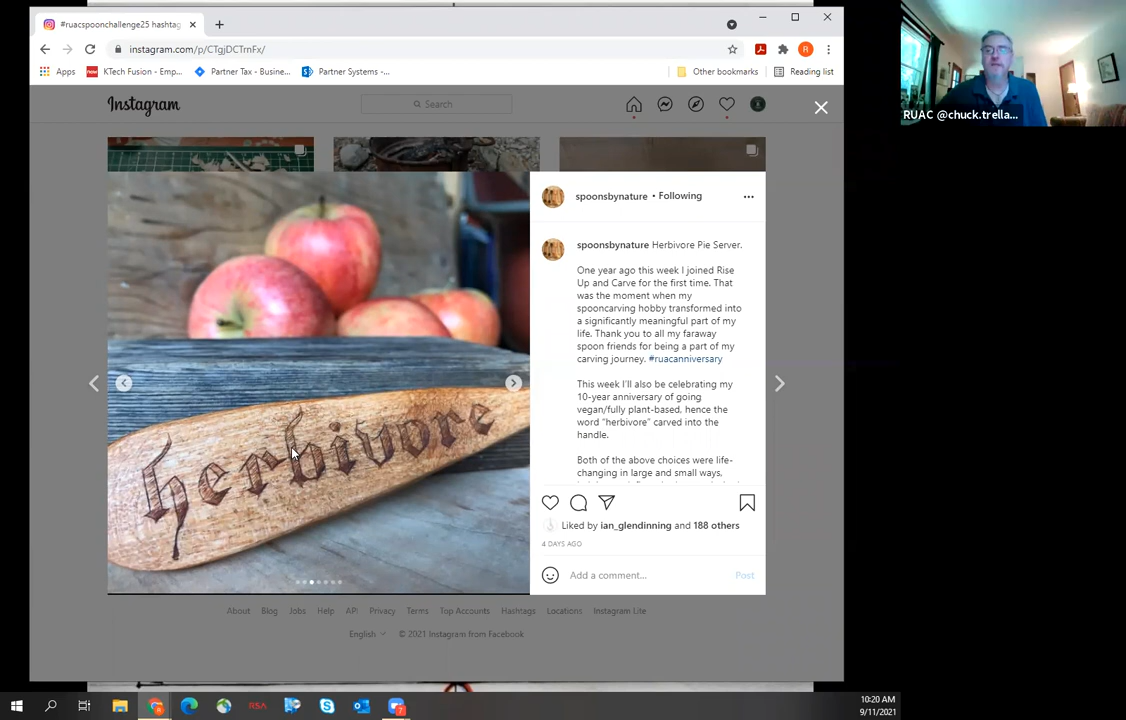 #ruacspoonchallenge25 hashtag
instagram.com/p/CTgjDCTrnFx/
Apps KTech Fusion - Emp... Partner Tax - Busine... Partner Systems -... Other bookmarks Reading list
Instagram Search
RUAC @chuck.trella...
spoonsbynature • Following
spoonsbynature Herbivore Pie Server.
One year ago this week I joined Rise
Up and Carve for the first time. That
was the moment when my
spooncarving hobby transformed into
a significantly meaningful part of my
life. Thank you to all my faraway
spoon friends for being a part of my
carving journey. #ruacanniversary
This week I'll also be celebrating my
10-year anniversary of going
vegan/fully plant-based, hence the
word "herbivore" carved into the
handle.
Both of the above choices were life-
changing in large and small ways,
herbivore
Liked by ian_glendinning and 188 others
4 DAYS AGO
Add a comment... Post
About Blog Jobs Help API Privacy Terms Top Accounts Hashtags Locations Instagram Lite
English © 2021 Instagram from Facebook
RSA
10:20 AM
9/11/2021